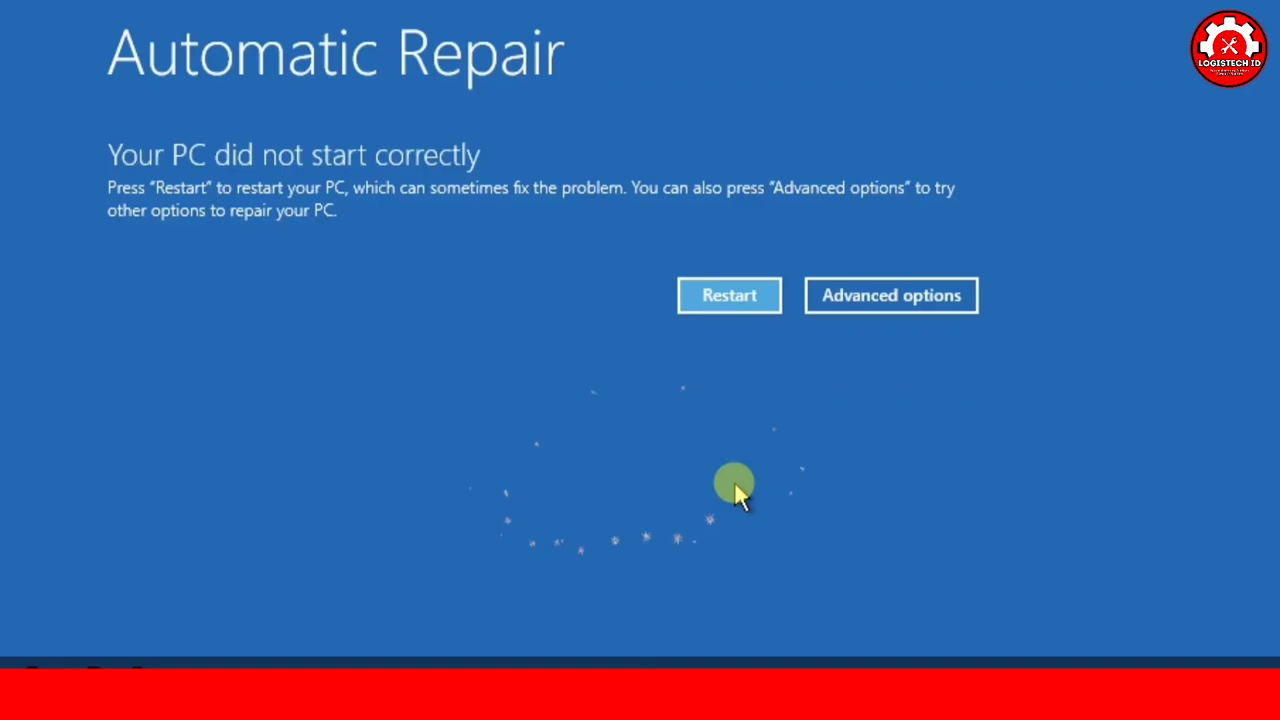 Automatic Repair
Your PC did not start correctly
Press "Restart" to restart your PC, which can sometimes fix the problem. You can also press "Advanced options" to try
other options to repair your PC.
Restart
Advanced options
LOGISTECH ID